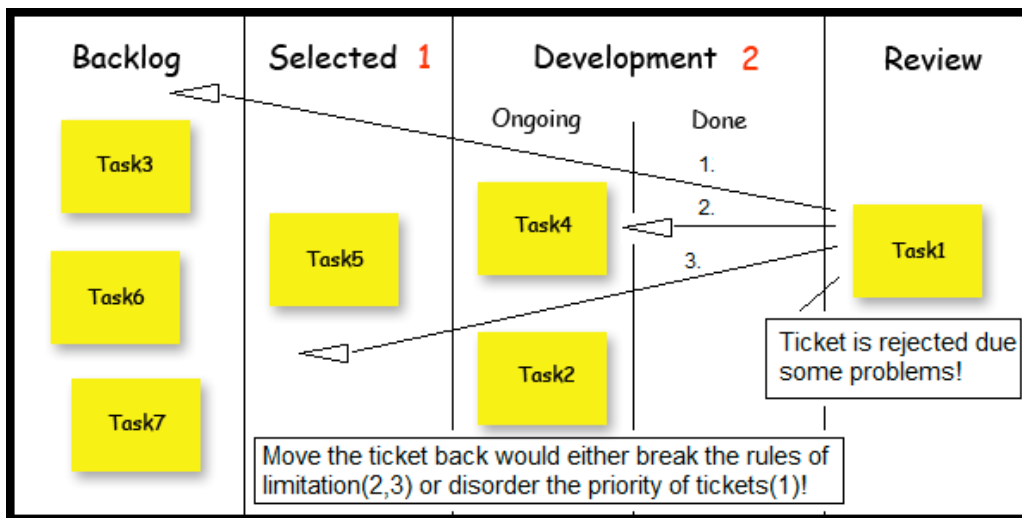 Backlog
Selected 1
Development 2
Review
Ongoing
Done
1.
Task3
2.
Task4
Task1
Task5
3.
Task6
Ticket is rejected due
some problems!
Task2
Task7
Move the ticket back would either break the rules of
limitation(2,3) or disorder the priority of tickets(1)!